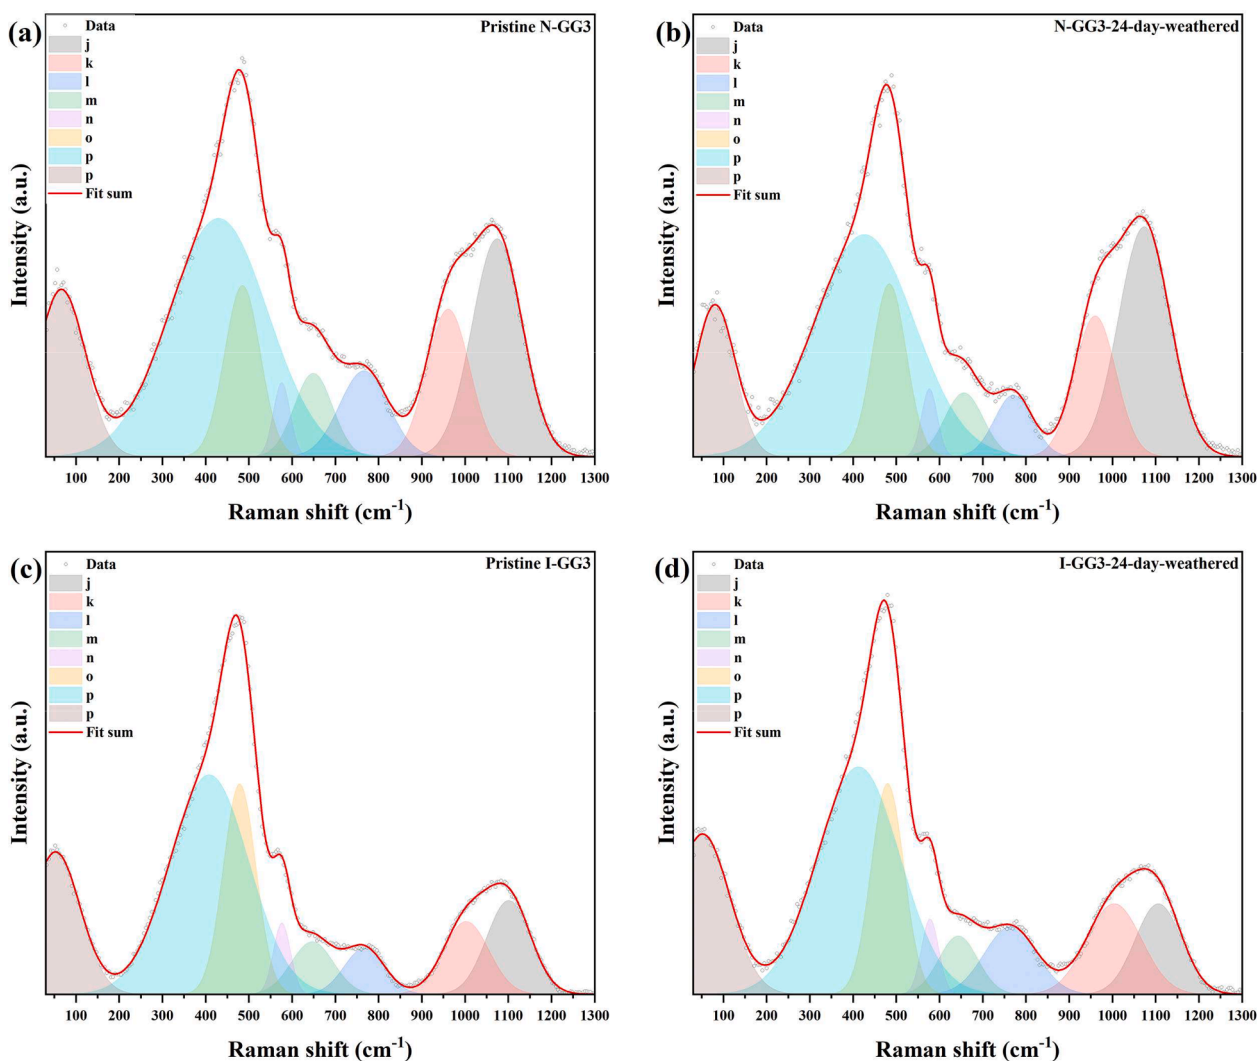 (a)
Pristine N-GG3
Data
j
k
l
m
n
o
p
p
Fit sum
Intensity (a.u.)
100 200 300 400 500 600 700 800 900 1000 1100 1200 1300
Raman shift (cm⁻¹)
(b)
N-GG3-24-day-weathered
Data
j
k
l
m
n
o
p
p
Fit sum
Intensity (a.u.)
100 200 300 400 500 600 700 800 900 1000 1100 1200 1300
Raman shift (cm⁻¹)
(c)
Pristine I-GG3
Data
j
k
l
m
n
o
p
p
Fit sum
Intensity (a.u.)
100 200 300 400 500 600 700 800 900 1000 1100 1200 1300
Raman shift (cm⁻¹)
(d)
I-GG3-24-day-weathered
Data
j
k
l
m
n
o
p
p
Fit sum
Intensity (a.u.)
100 200 300 400 500 600 700 800 900 1000 1100 1200 1300
Raman shift (cm⁻¹)